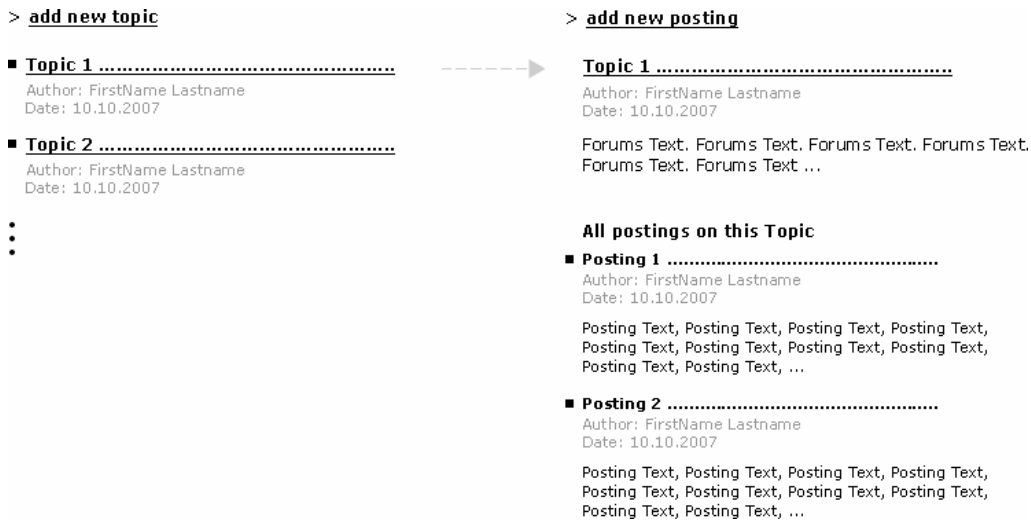 > add new topic
Topic 1 ................................................
Author: FirstName Lastname
Date: 10.10.2007
Topic 2 ................................................
Author: FirstName Lastname
Date: 10.10.2007
> add new posting
Topic 1 ................................................
Author: FirstName Lastname
Date: 10.10.2007
Forums Text. Forums Text. Forums Text. Forums Text.
Forums Text. Forums Text ...
All postings on this Topic
Posting 1 ................................................
Author: FirstName Lastname
Date: 10.10.2007
Posting Text, Posting Text, Posting Text, Posting Text,
Posting Text, Posting Text, Posting Text, Posting Text,
Posting Text, Posting Text, ...
Posting 2 ................................................
Author: FirstName Lastname
Date: 10.10.2007
Posting Text, Posting Text, Posting Text, Posting Text,
Posting Text, Posting Text, Posting Text, Posting Text,
Posting Text, Posting Text, ...